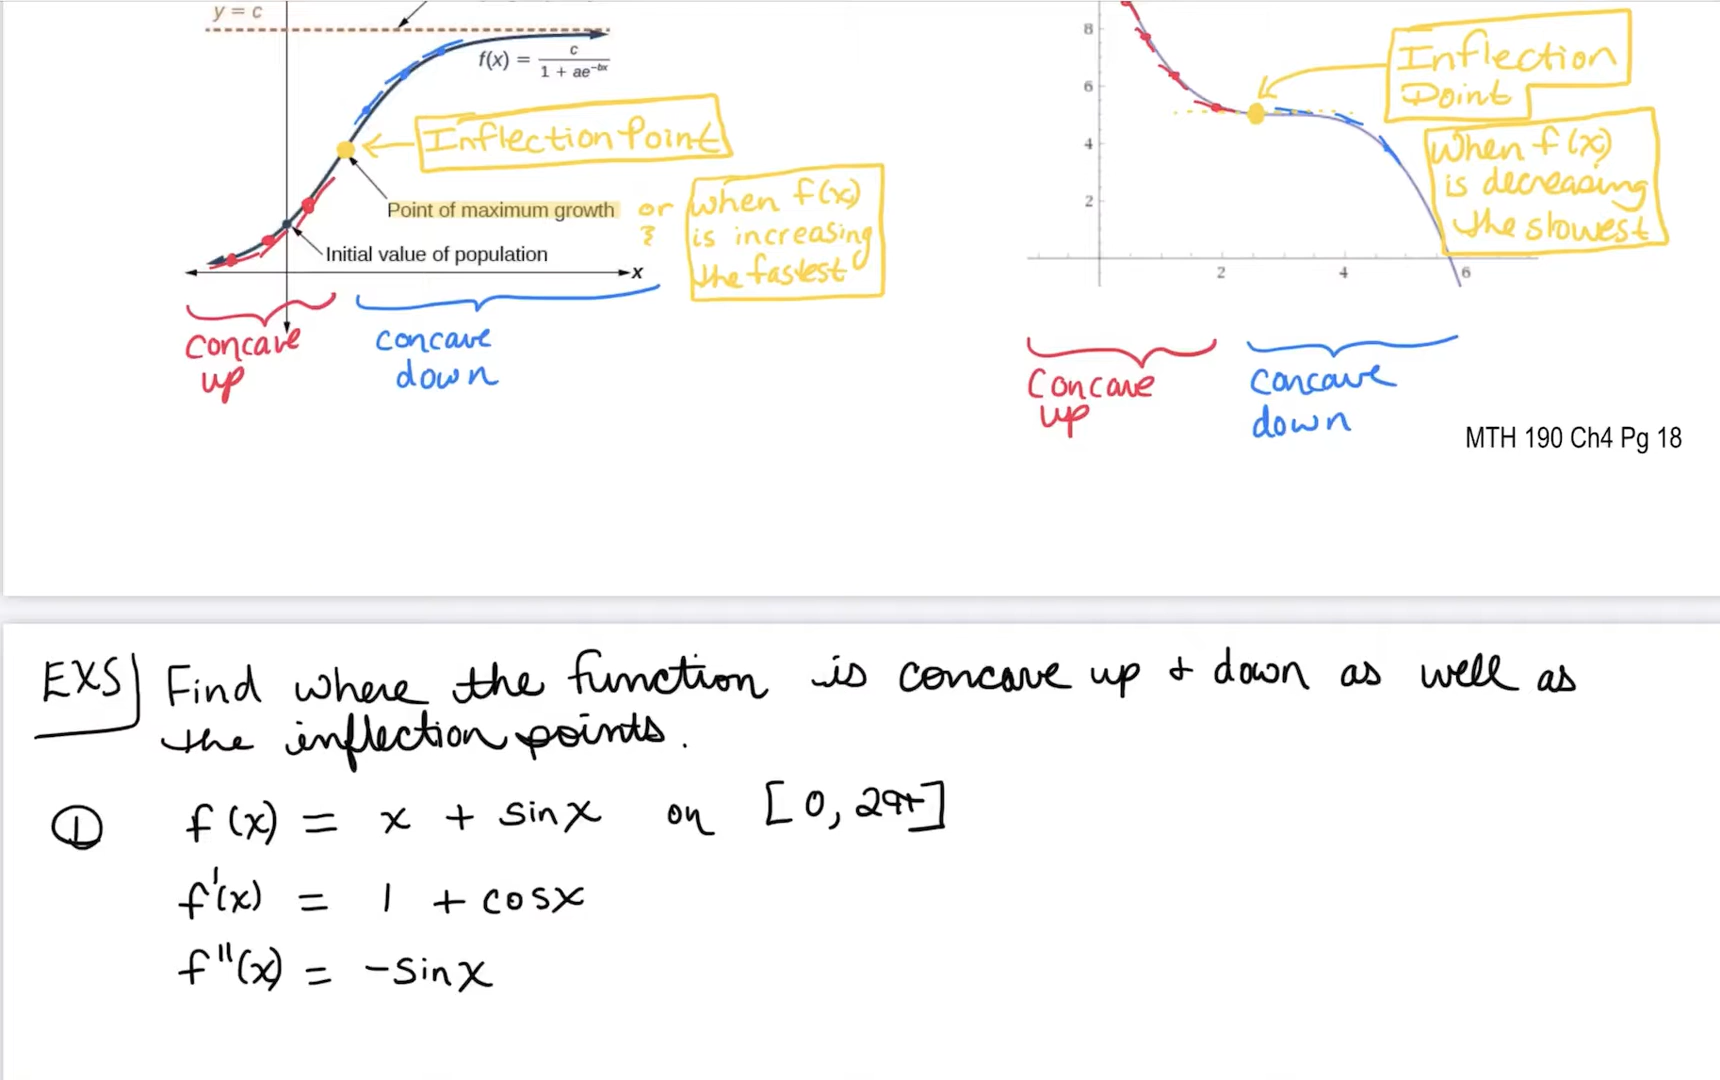 y = c
f(x) = c / (1 + ae^-bx)
Inflection Point
Point of maximum growth
or
when f(x)
is increasing
the fastest
Initial value of population
x
Concave
up
concave
down
8
6
4
2
2 4 6
Inflection
Point
When f(x)
is decreasing
the slowest
Concave
up
Concave
down
MTH 190 Ch4 Pg 18
EXS) Find where the function is concave up + down as well as
the inflection points.
① f(x) = x + sinx on [0, 2π]
f'(x) = 1 + cosx
f''(x) = -sinx